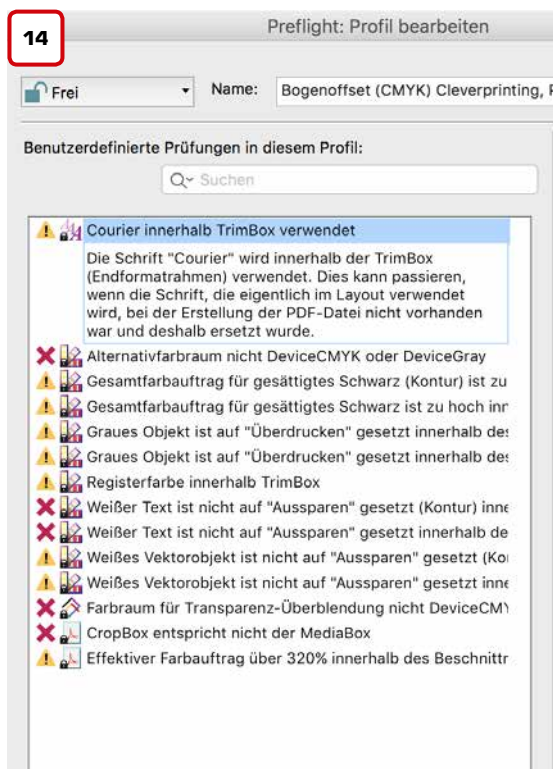 14
Preflight: Profil bearbeiten
Frei
Name: Bogenoffset (CMYK) Cleverprinting,
Benutzerdefinierte Prüfungen in diesem Profil:
Suchen
Courier innerhalb TrimBox verwendet
Die Schrift "Courier" wird innerhalb der TrimBox
(Endformatrahmen) verwendet. Dies kann passieren,
wenn die Schrift, die eigentlich im Layout verwendet
wird, bei der Erstellung der PDF-Datei nicht vorhanden
war und deshalb ersetzt wurde.
Alternativfarbraum nicht DeviceCMYK oder DeviceGray
Gesamtfarbauftrag für gesättigtes Schwarz (Kontur) ist zu
Gesamtfarbauftrag für gesättigtes Schwarz ist zu hoch inn
Graues Objekt ist auf "Überdrucken" gesetzt innerhalb des
Graues Objekt ist auf "Überdrucken" gesetzt innerhalb des
Registerfarbe innerhalb TrimBox
Weißer Text ist nicht auf "Aussparen" gesetzt (Kontur) inne
Weißer Text ist nicht auf "Aussparen" gesetzt innerhalb de
Weißes Vektorobjekt ist nicht auf "Aussparen" gesetzt (Ko
Weißes Vektorobjekt ist nicht auf "Aussparen" gesetzt inne
Farbraum für Transparenz-Überblendung nicht DeviceCM
CropBox entspricht nicht der MediaBox
Effektiver Farbauftrag über 320% innerhalb des Beschnittr